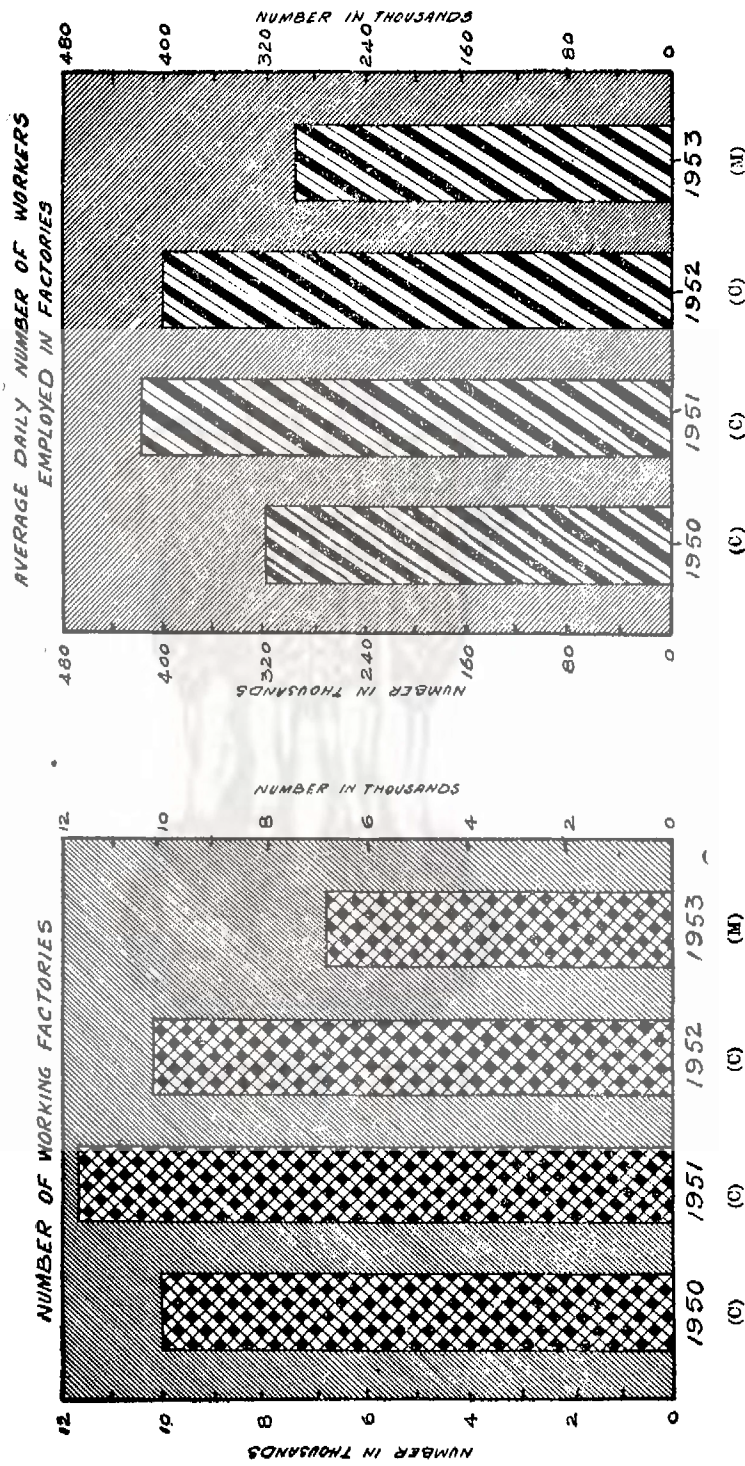 NUMBER OF WORKING FACTORIES
NUMBER IN THOUSANDS
12
10
8
6
4
2
0
1950
1951
1952
1953
(C)
(C)
(C)
(M)
12
10
8
6
4
2
0
NUMBER IN THOUSANDS
AVERAGE DAILY NUMBER OF WORKERS
EMPLOYED IN FACTORIES
NUMBER IN THOUSANDS
480
400
320
240
160
80
0
1950
1951
1952
1953
(C)
(C)
(C)
(M)
480
400
320
240
160
80
0
NUMBER IN THOUSANDS